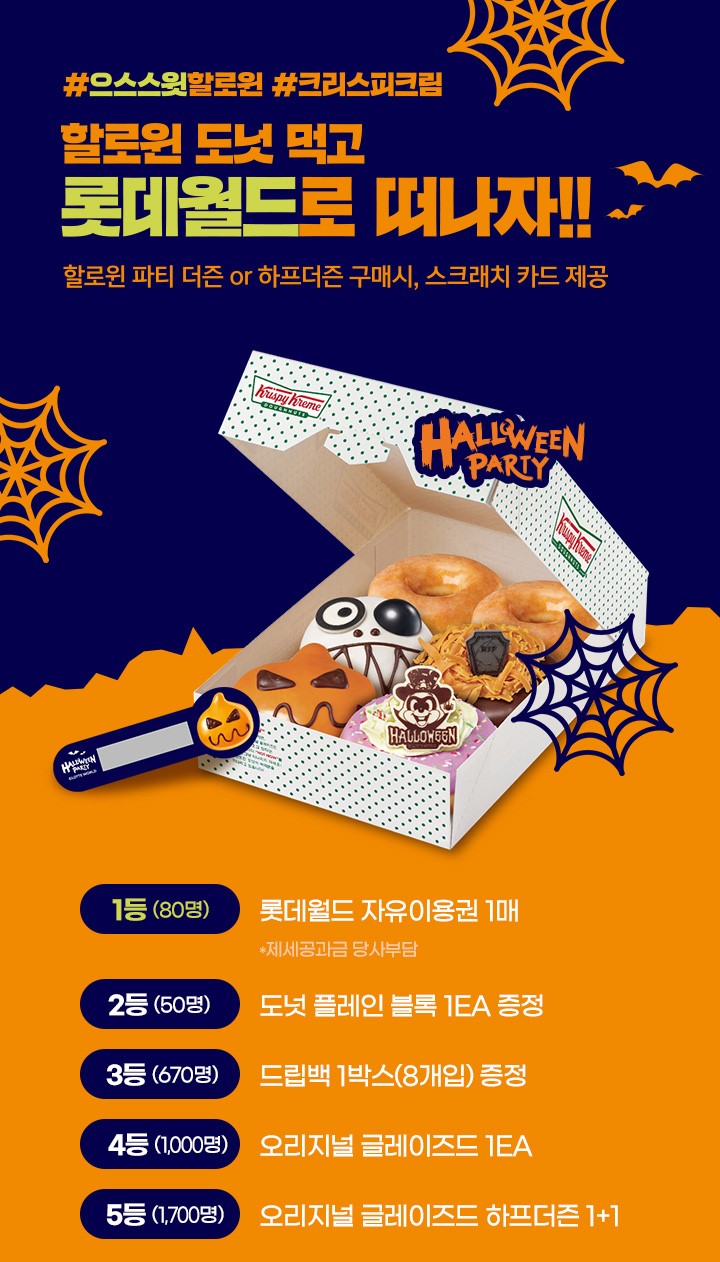 #으스스윗할로윈 #크리스피크림
할로윈 도넛 먹고
롯데월드로 떠나자!!
할로윈 파티 더즌 or 하프더즌 구매시, 스크래치 카드 제공
Krispy Kreme
DOUGHNUTS
HALLOWEEN
PARTY
Krispy Kreme
DOUGHNUTS
RIP
HALLOWEEN
HALLOWEEN
PARTY
LOTTE WORLD
1등 (80명) 롯데월드 자유이용권 1매
*제세공과금 당사부담
2등 (50명) 도넛 플레인 블록 1EA 증정
3등 (670명) 드립백 1박스(8개입) 증정
4등 (1,000명) 오리지널 글레이즈드 1EA
5등 (1,700명) 오리지널 글레이즈드 하프더즌 1+1